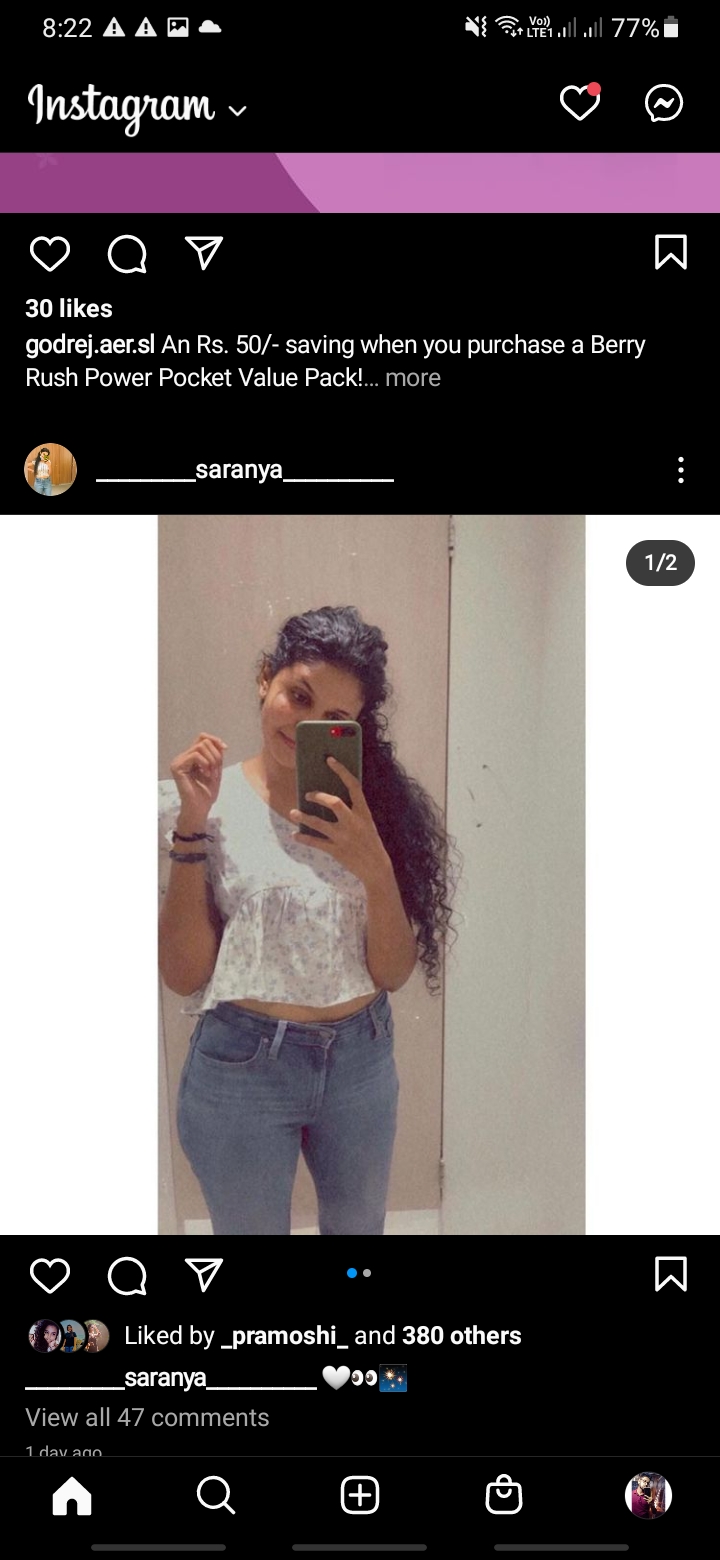 8:22 Vo)) LTE1 77%
Instagram
30 likes
godrej.aer.sl An Rs. 50/- saving when you purchase a Berry
Rush Power Pocket Value Pack!... more
_________saranya__________
1/2
Liked by _pramoshi_ and 380 others
_________saranya__________ 🤍👀🎇
View all 47 comments
1 day ago